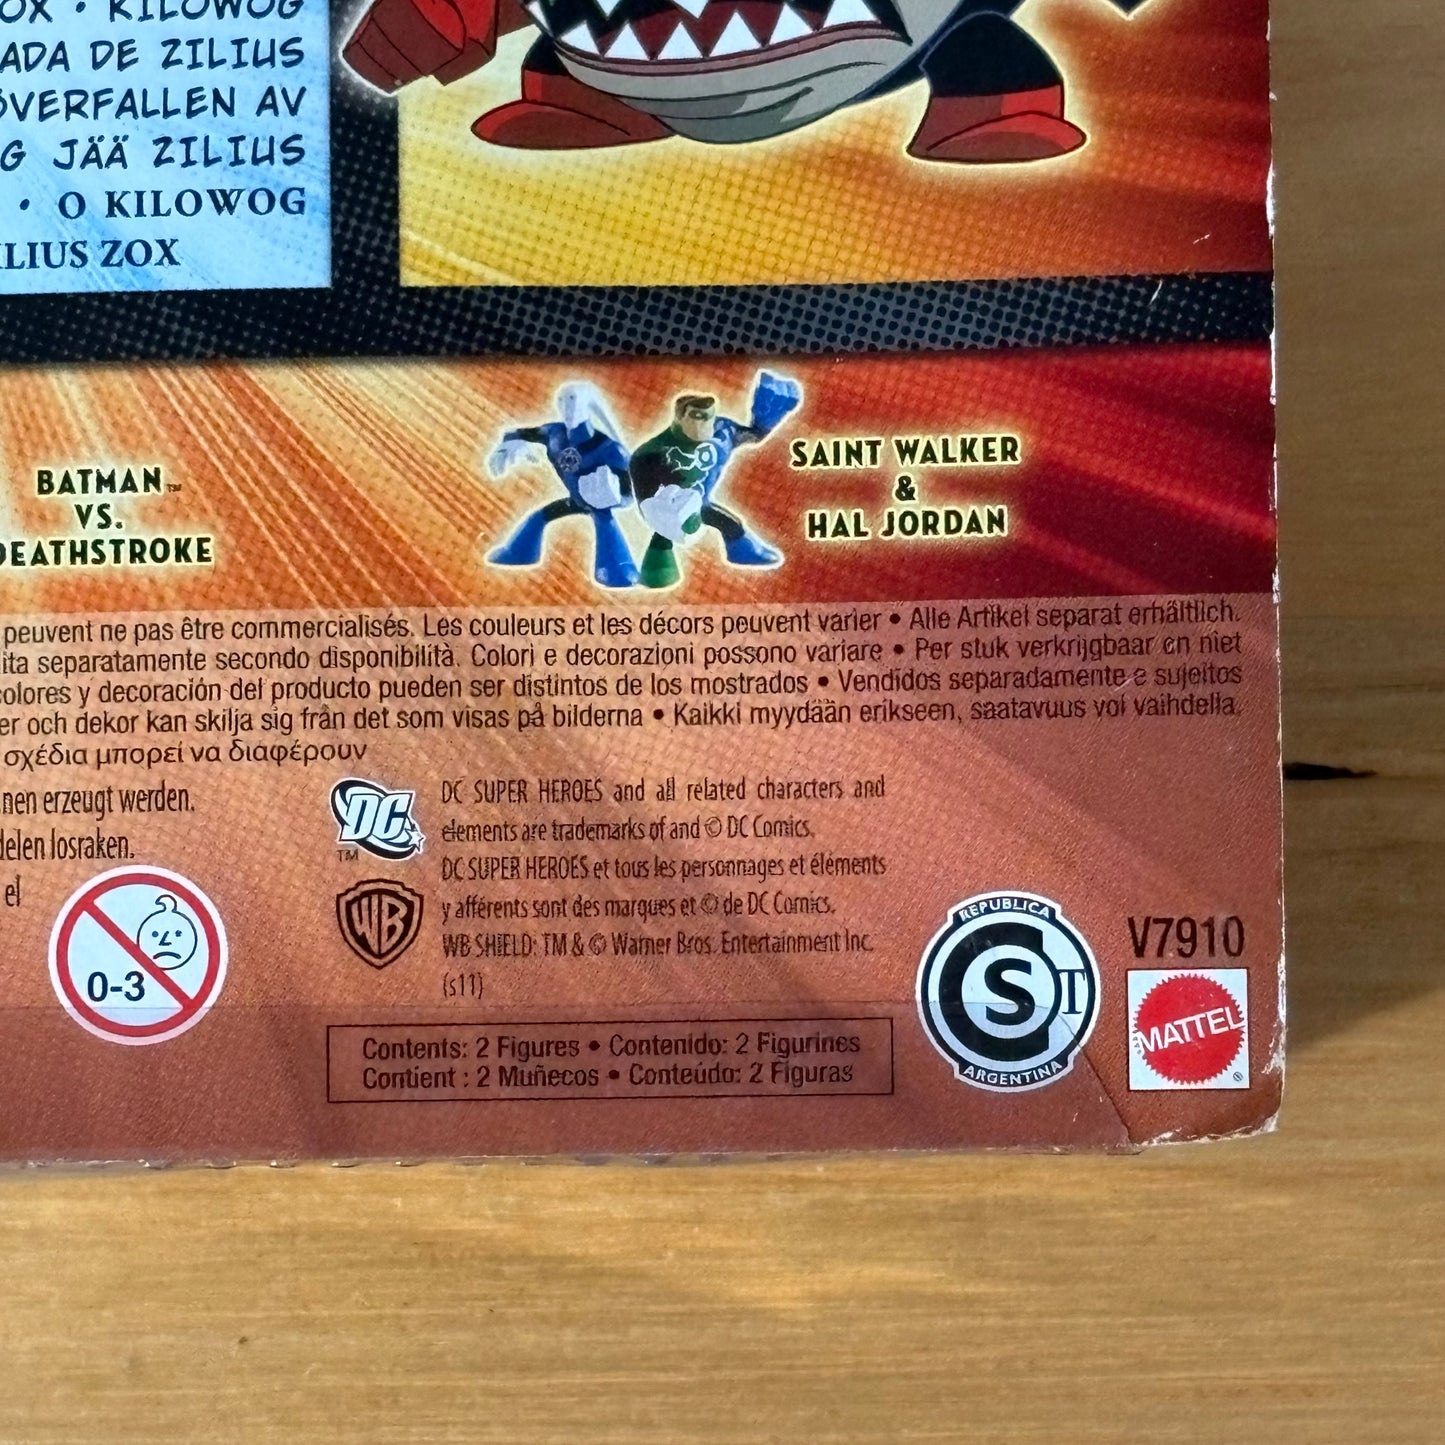 OX • KILOWOG
ADA DE ZILIUS
ÖVERFALLEN AV
G JÄÄ ZILIUS
• Ο KILOWOG
ILIUS ZOX
BATMAN™
VS.
DEATHSTROKE
SAINT WALKER
&
HAL JORDAN
peuvent ne pas être commercialisés. Les couleurs et les décors peuvent varier • Alle Artikel separat erhältlich.
ita separatamente secondo disponibilità. Colori e decorazioni possono variare • Per stuk verkrijgbaar en niet
colores y decoración del producto pueden ser distintos de los mostrados • Vendidos separadamente e sujeitos
er och dekor kan skilja sig från det som visas på bilderna • Kaikki myydään erikseen, saatavuus voi vaihdella.
σχέδια μπορεί να διαφέρουν
nen erzeugt werden.
delen losraken.
el
0-3
DC
TM
WB
DC SUPER HEROES and all related characters and
elements are trademarks of and © DC Comics.
DC SUPER HEROES et tous les personnages et éléments
y afférents sont des marques et © de DC Comics.
WB SHIELD: TM & © Warner Bros. Entertainment Inc.
(s11)
Contents: 2 Figures • Contenido: 2 Figurines
Contient : 2 Muñecos • Conteúdo: 2 Figuras
REPUBLICA
CS T
ARGENTINA
V7910
MATTEL
®